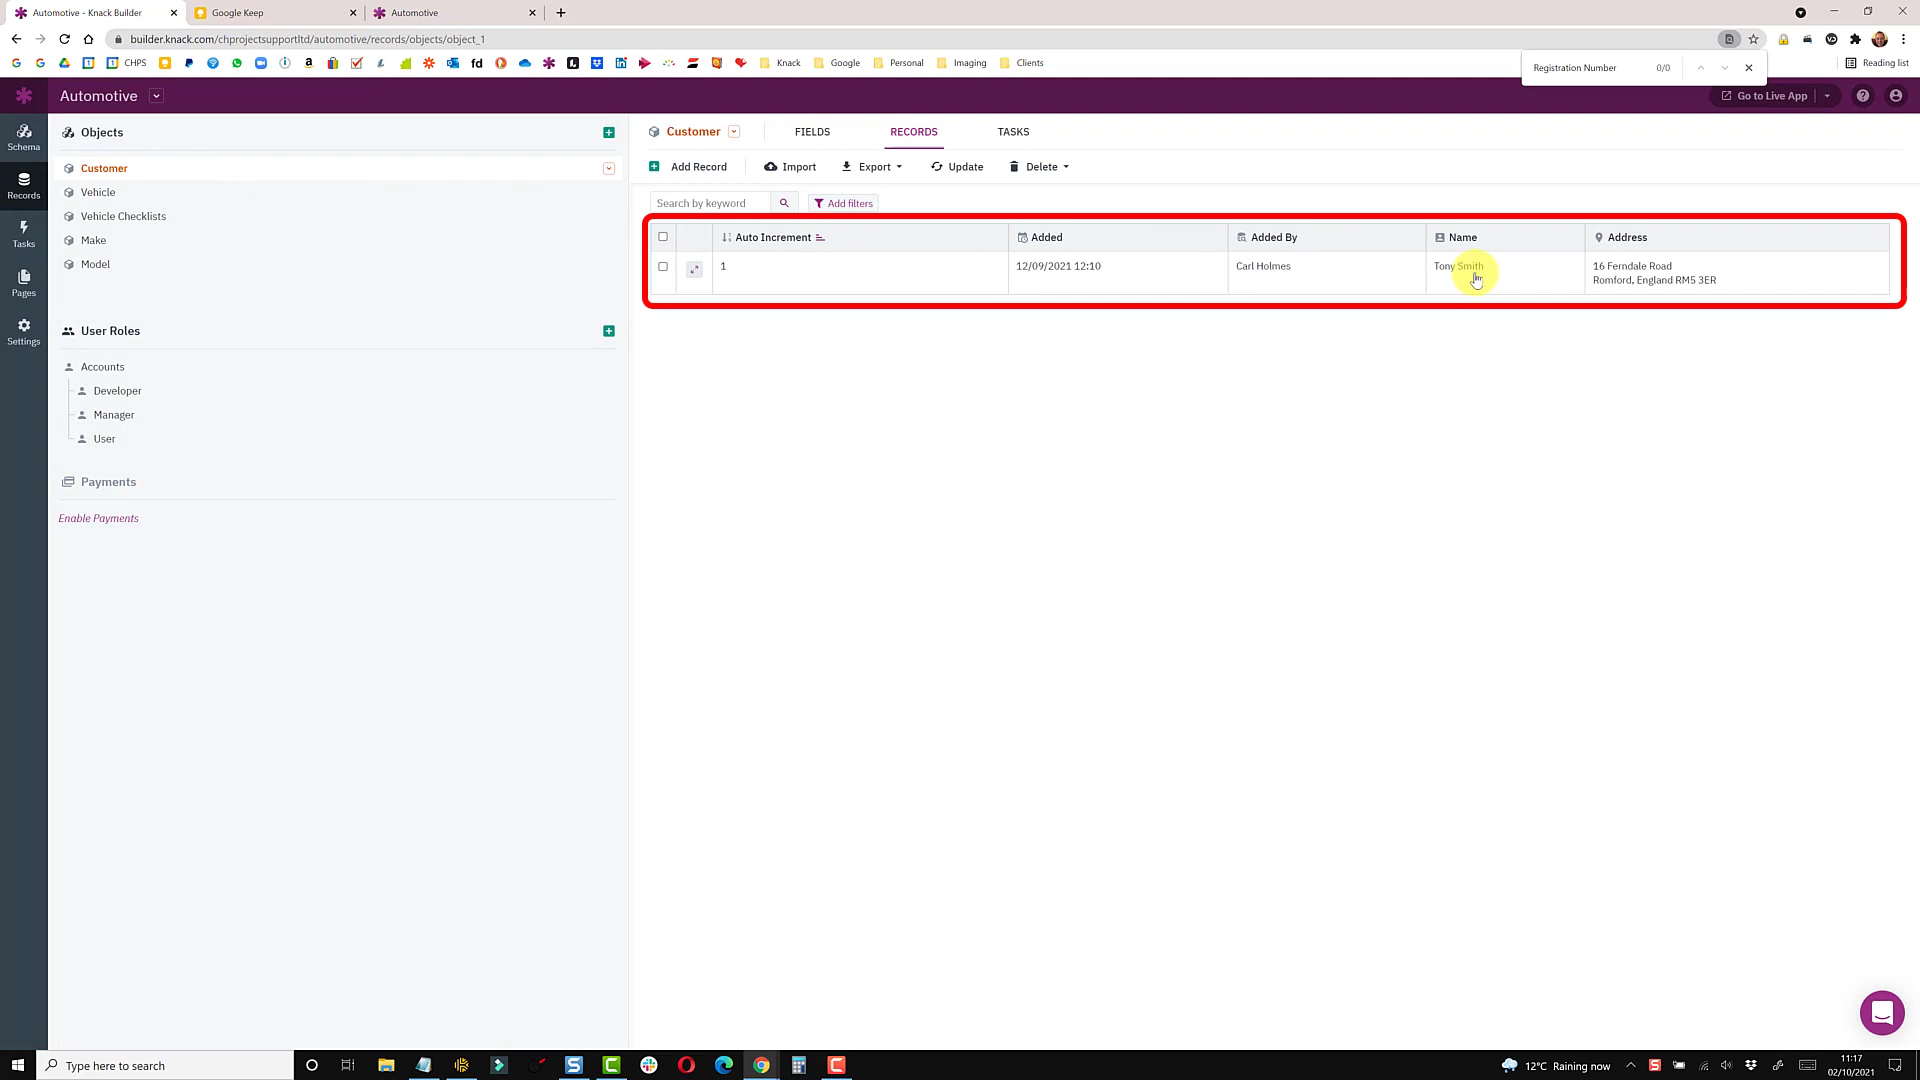 Automotive - Knack Builder
Google Keep
Automotive
builder.knack.com/chprojectsupportltd/automotive/records/objects/object_1
CHPS
Knack
Google
Personal
Imaging
Clients
Registration Number 0/0
Reading list
Automotive
Go to Live App
Schema
Records
Tasks
Pages
Settings
Objects
Customer
Vehicle
Vehicle Checklists
Make
Model
User Roles
Accounts
Developer
Manager
User
Payments
Enable Payments
Customer FIELDS RECORDS TASKS
Add Record Import Export Update Delete
Search by keyword Add filters
Auto Increment Added Added By Name Address
1 12/09/2021 12:10 Carl Holmes Tony Smith 16 Ferndale Road
Romford, England RM5 3ER
Type here to search
12°C Raining now
11:17
02/10/2021